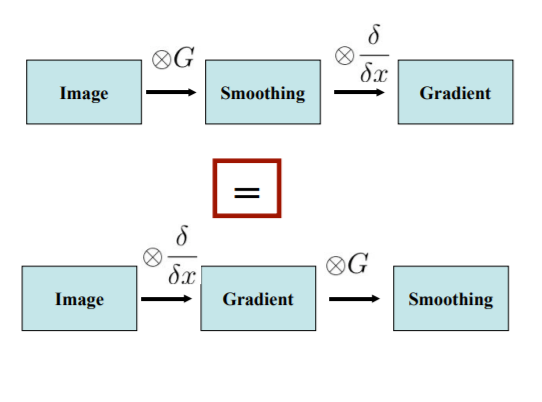 ⊗G ⊗ δ/δx
Image Smoothing Gradient
=
⊗ δ/δx ⊗G
Image Gradient Smoothing